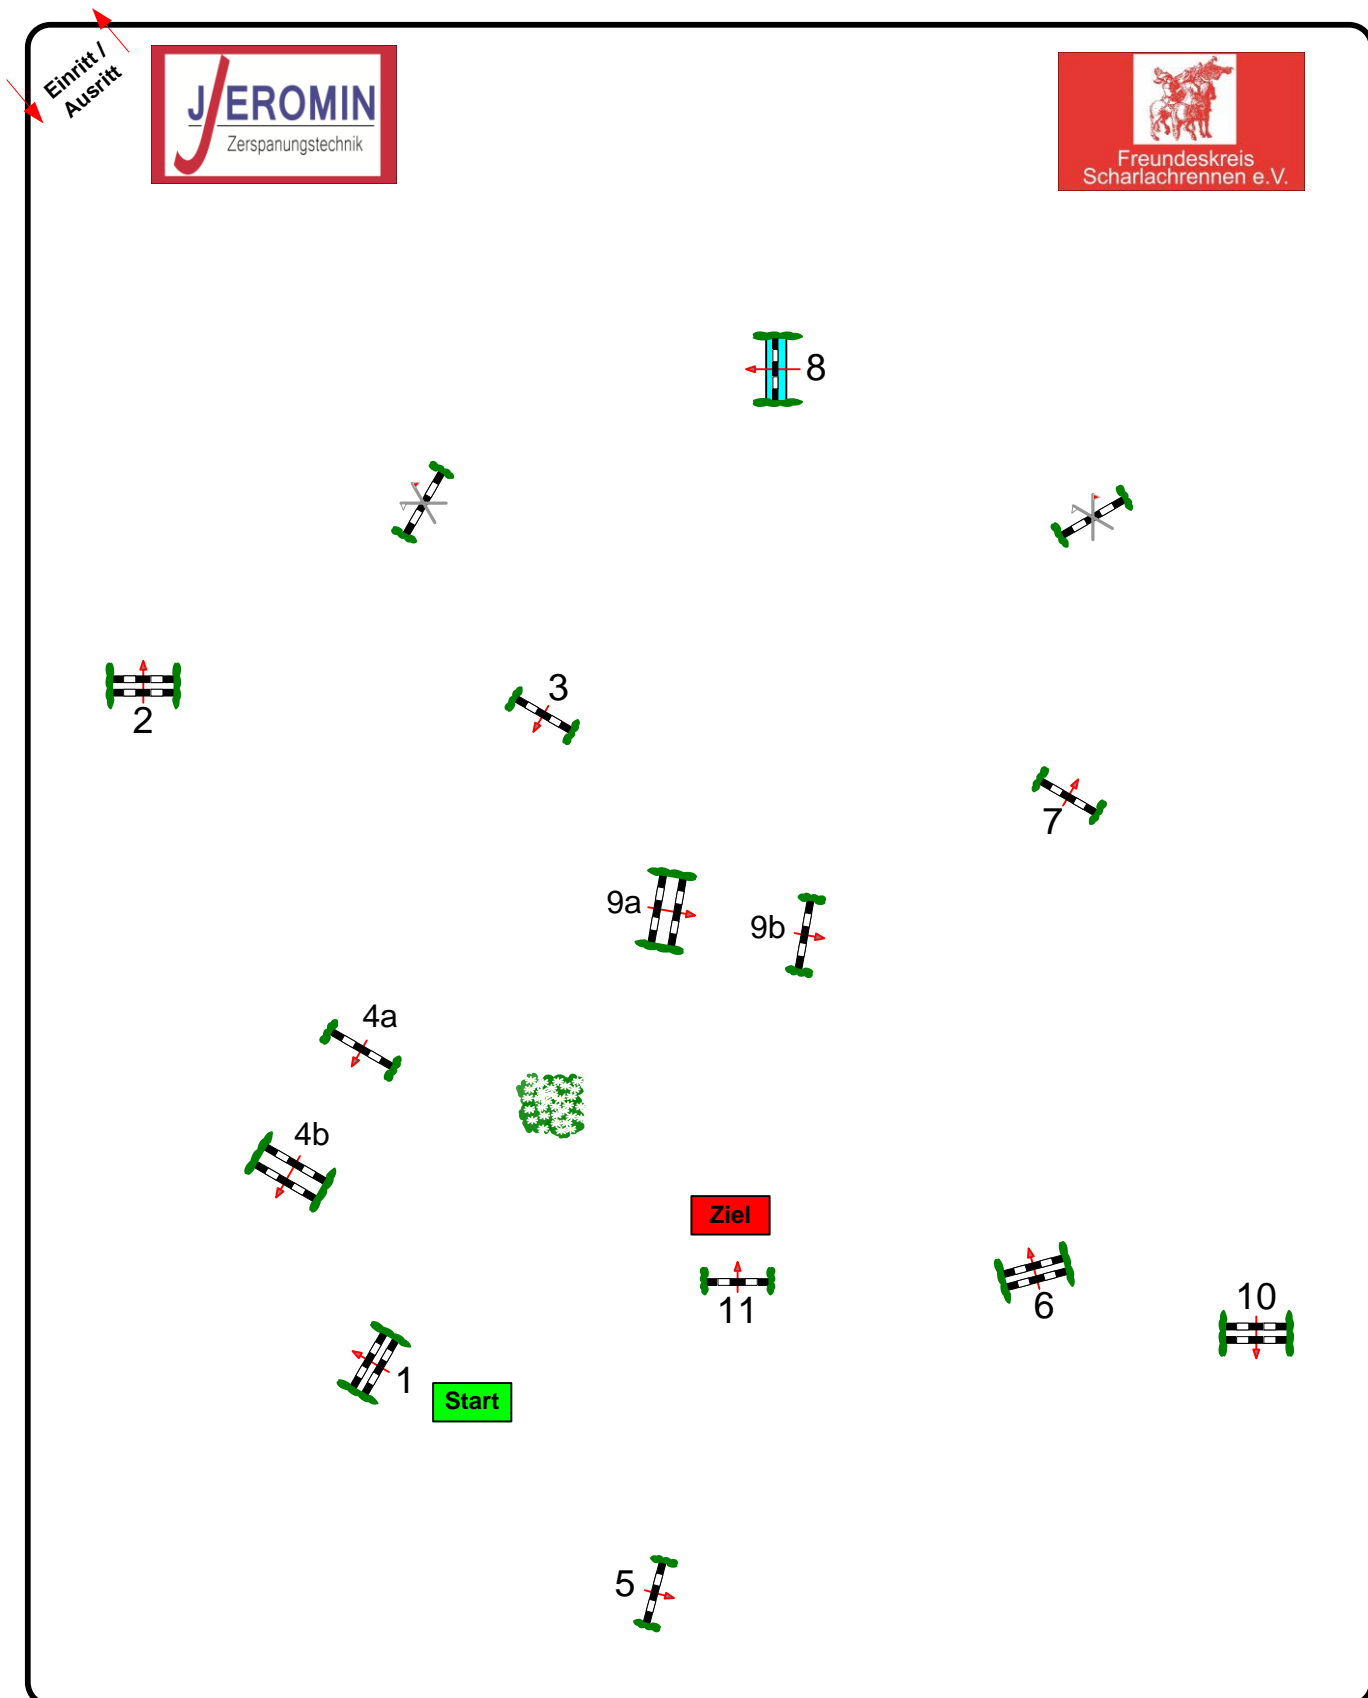 Einritt /
Ausritt
JEROMIN
Zerspanungstechnik
Freundeskreis
Scharlachrennen e.V.
8
3
2
7
9a
9b
4a
4b
Ziel
11
6
10
1
Start
5